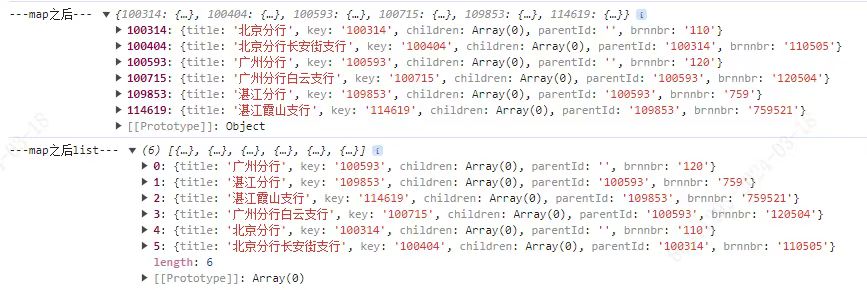 ---map之后--- ▼ {100314: {…}, 100404: {…}, 100593: {…}, 100715: {…}, 109853: {…}, 114619: {…}} i
▶ 100314: {title: '北京分行', key: '100314', children: Array(0), parentId: '', brnnbr: '110'}
▶ 100404: {title: '北京分行长安街支行', key: '100404', children: Array(0), parentId: '100314', brnnbr: '110505'}
▶ 100593: {title: '广州分行', key: '100593', children: Array(0), parentId: '', brnnbr: '120'}
▶ 100715: {title: '广州分行白云支行', key: '100715', children: Array(0), parentId: '100593', brnnbr: '120504'}
▶ 109853: {title: '湛江分行', key: '109853', children: Array(0), parentId: '100593', brnnbr: '759'}
▶ 114619: {title: '湛江霞山支行', key: '114619', children: Array(0), parentId: '109853', brnnbr: '759521'}
▶ [[Prototype]]: Object
---map之后list--- ▼ (6) [{…}, {…}, {…}, {…}, {…}, {…}] i
▶ 0: {title: '广州分行', key: '100593', children: Array(0), parentId: '', brnnbr: '120'}
▶ 1: {title: '湛江分行', key: '109853', children: Array(0), parentId: '100593', brnnbr: '759'}
▶ 2: {title: '湛江霞山支行', key: '114619', children: Array(0), parentId: '109853', brnnbr: '759521'}
▶ 3: {title: '广州分行白云支行', key: '100715', children: Array(0), parentId: '100593', brnnbr: '120504'}
▶ 4: {title: '北京分行', key: '100314', children: Array(0), parentId: '', brnnbr: '110'}
▶ 5: {title: '北京分行长安街支行', key: '100404', children: Array(0), parentId: '100314', brnnbr: '110505'}
length: 6
▶ [[Prototype]]: Array(0)